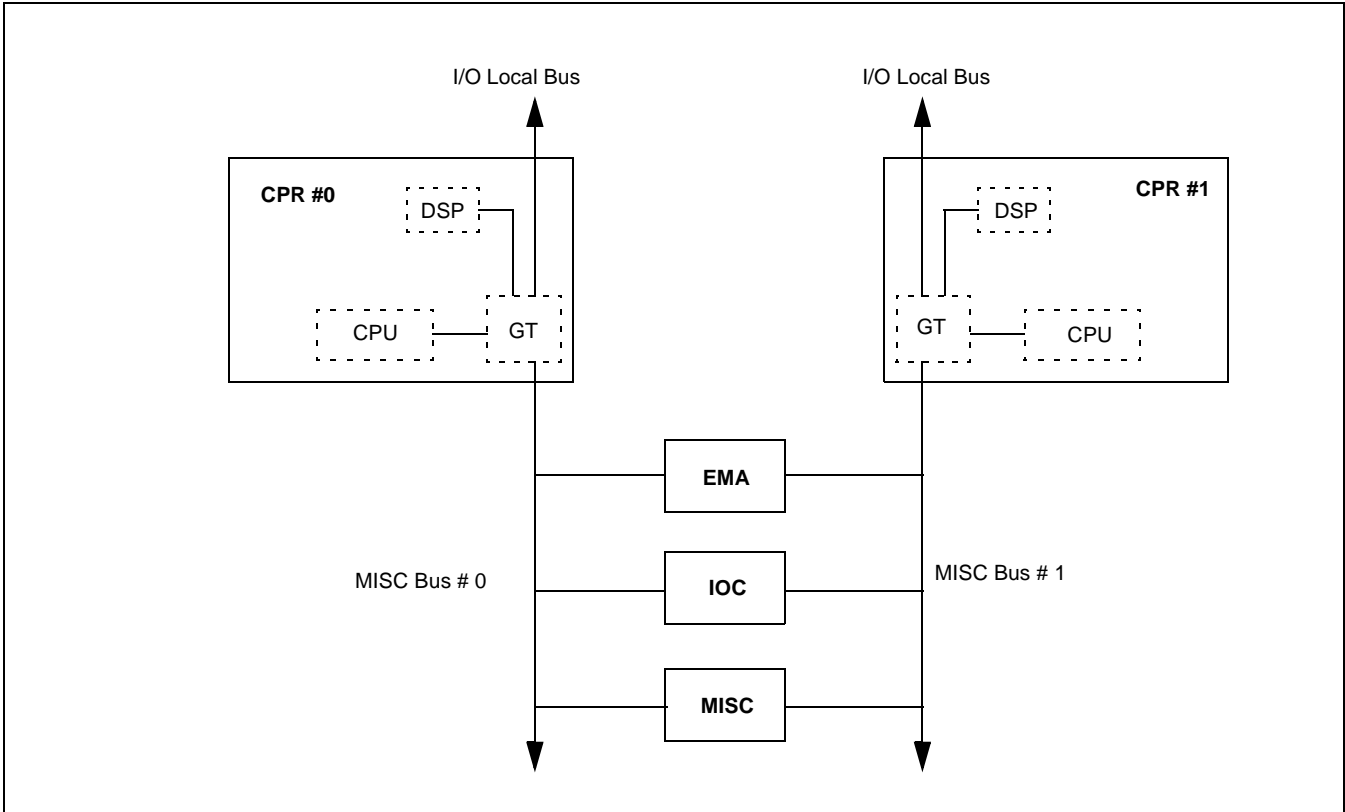 I/O Local Bus
I/O Local Bus
CPR #0
CPR #1
DSP
DSP
CPU
GT
GT
CPU
EMA
MISC Bus # 0
IOC
MISC Bus # 1
MISC